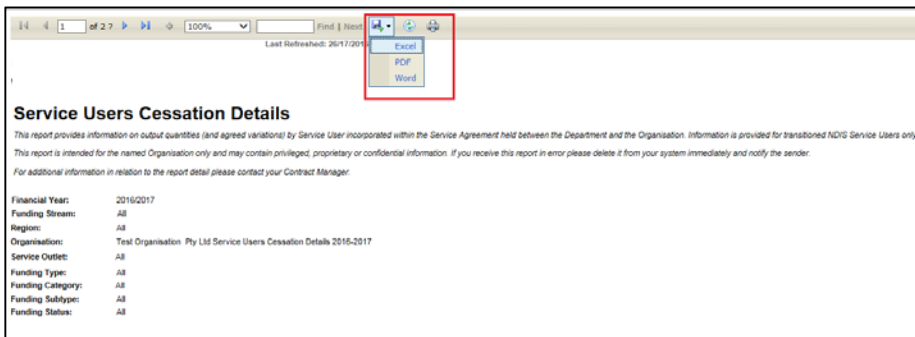 1 of 2 ? 100% Find | Next
Last Refreshed: 26/17/201
Excel
PDF
Word
Service Users Cessation Details
This report provides information on output quantities (and agreed variations) by Service User incorporated within the Service Agreement held between the Department and the Organisation. Information is provided for transitioned NDIS Service Users only
This report is intended for the named Organisation only and may contain privileged, proprietary or confidential information. If you receive this report in error please delete it from your system immediately and notify the sender.
For additional information in relation to the report detail please contact your Contract Manager.
Financial Year: 2016/2017
Funding Stream: All
Region: All
Organisation: Test Organisation Pty Ltd Service Users Cessation Details 2016-2017
Service Outlet: All
Funding Type: All
Funding Category: All
Funding Subtype: All
Funding Status: All